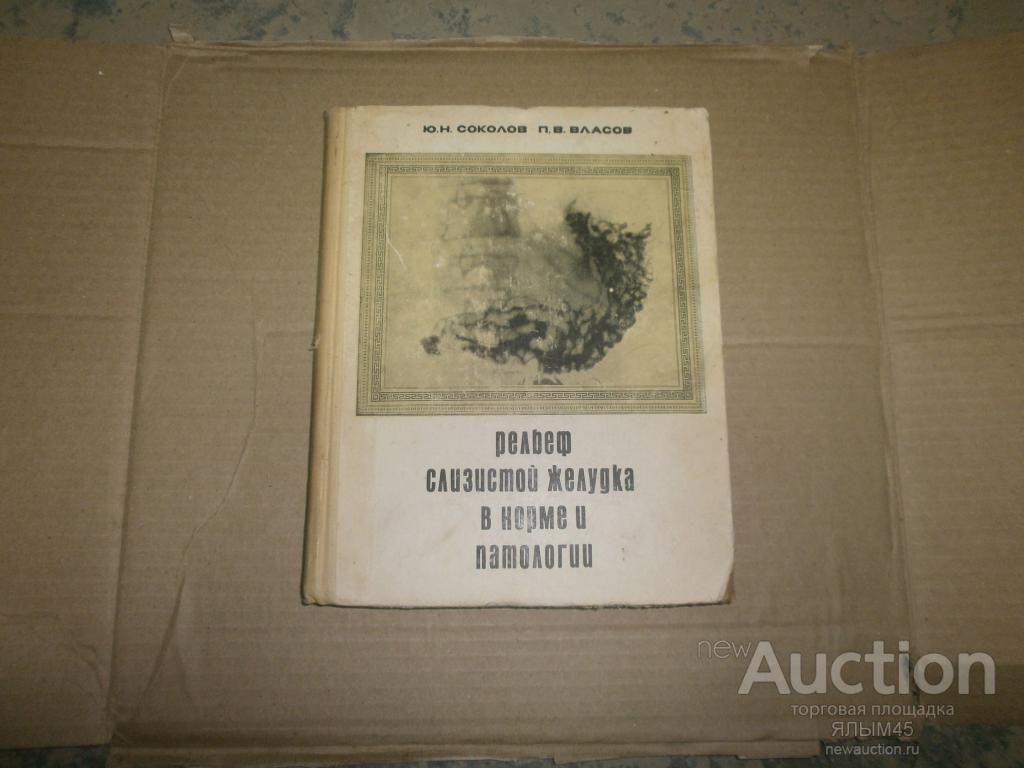 Ю.Н. СОКОЛОВ П.В. ВЛАСОВ
рельеф
слизистой желудка
в норме и
патологии
newAuction
торговая площадка
ЯЛЫМ45
newauction.ru